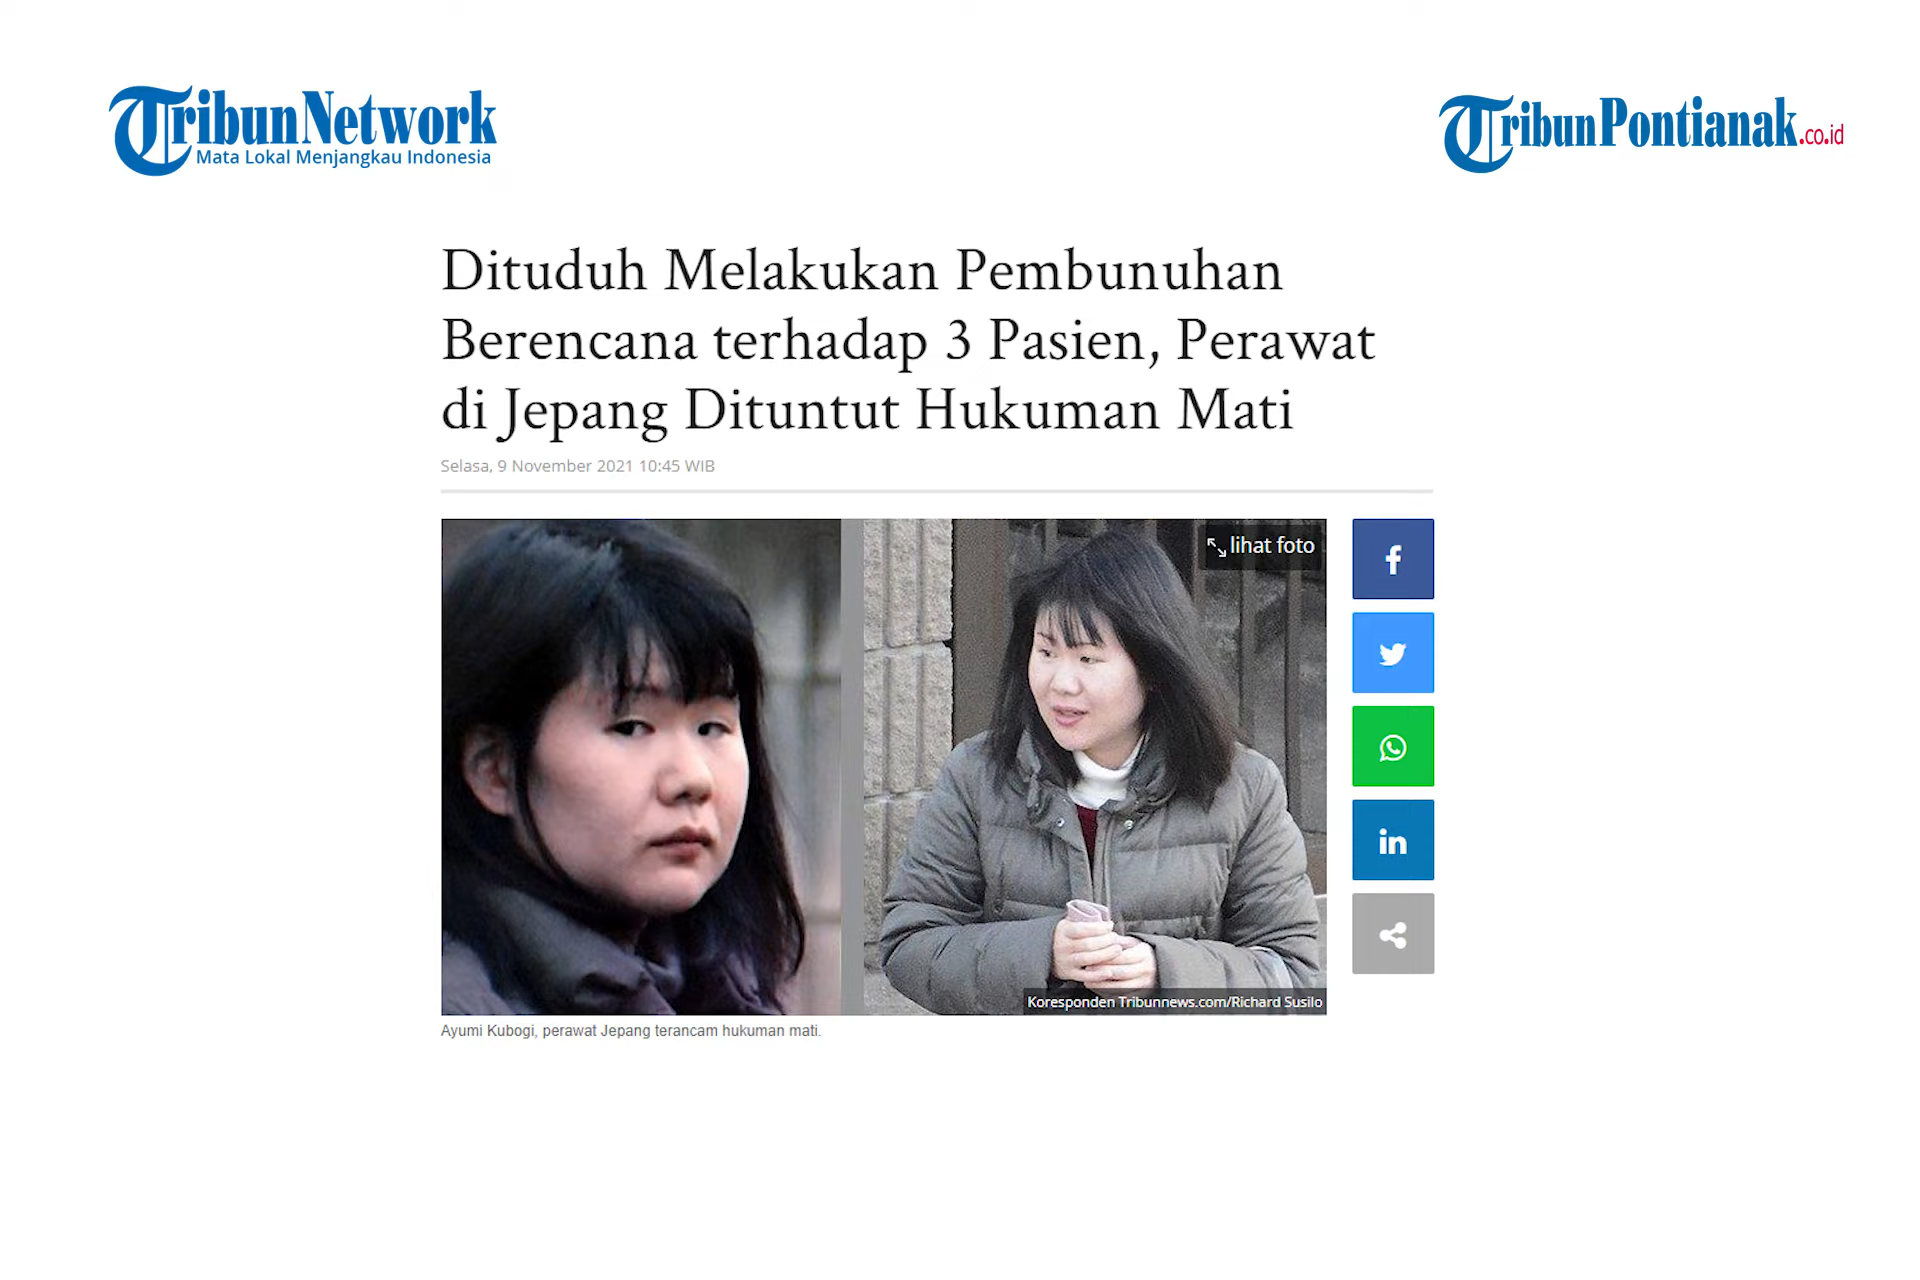 TribunNetwork
Mata Lokal Menjangkau Indonesia
TribunPontianak.co.id
Dituduh Melakukan Pembunuhan
Berencana terhadap 3 Pasien, Perawat
di Jepang Dituntut Hukuman Mati
Selasa, 9 November 2021 10:45 WIB
lihat foto
Koresponden Tribunnews.com/Richard Susilo
Ayumi Kubogi, perawat Jepang terancam hukuman mati.
f
in